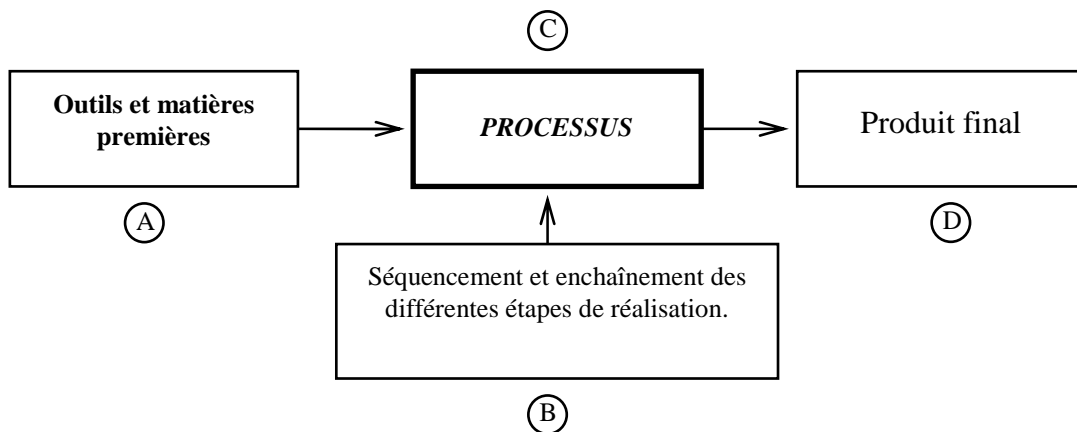 C
Outils et matières
premières
PROCESSUS
Produit final
A
D
Séquencement et enchaînement des
différentes étapes de réalisation.
B